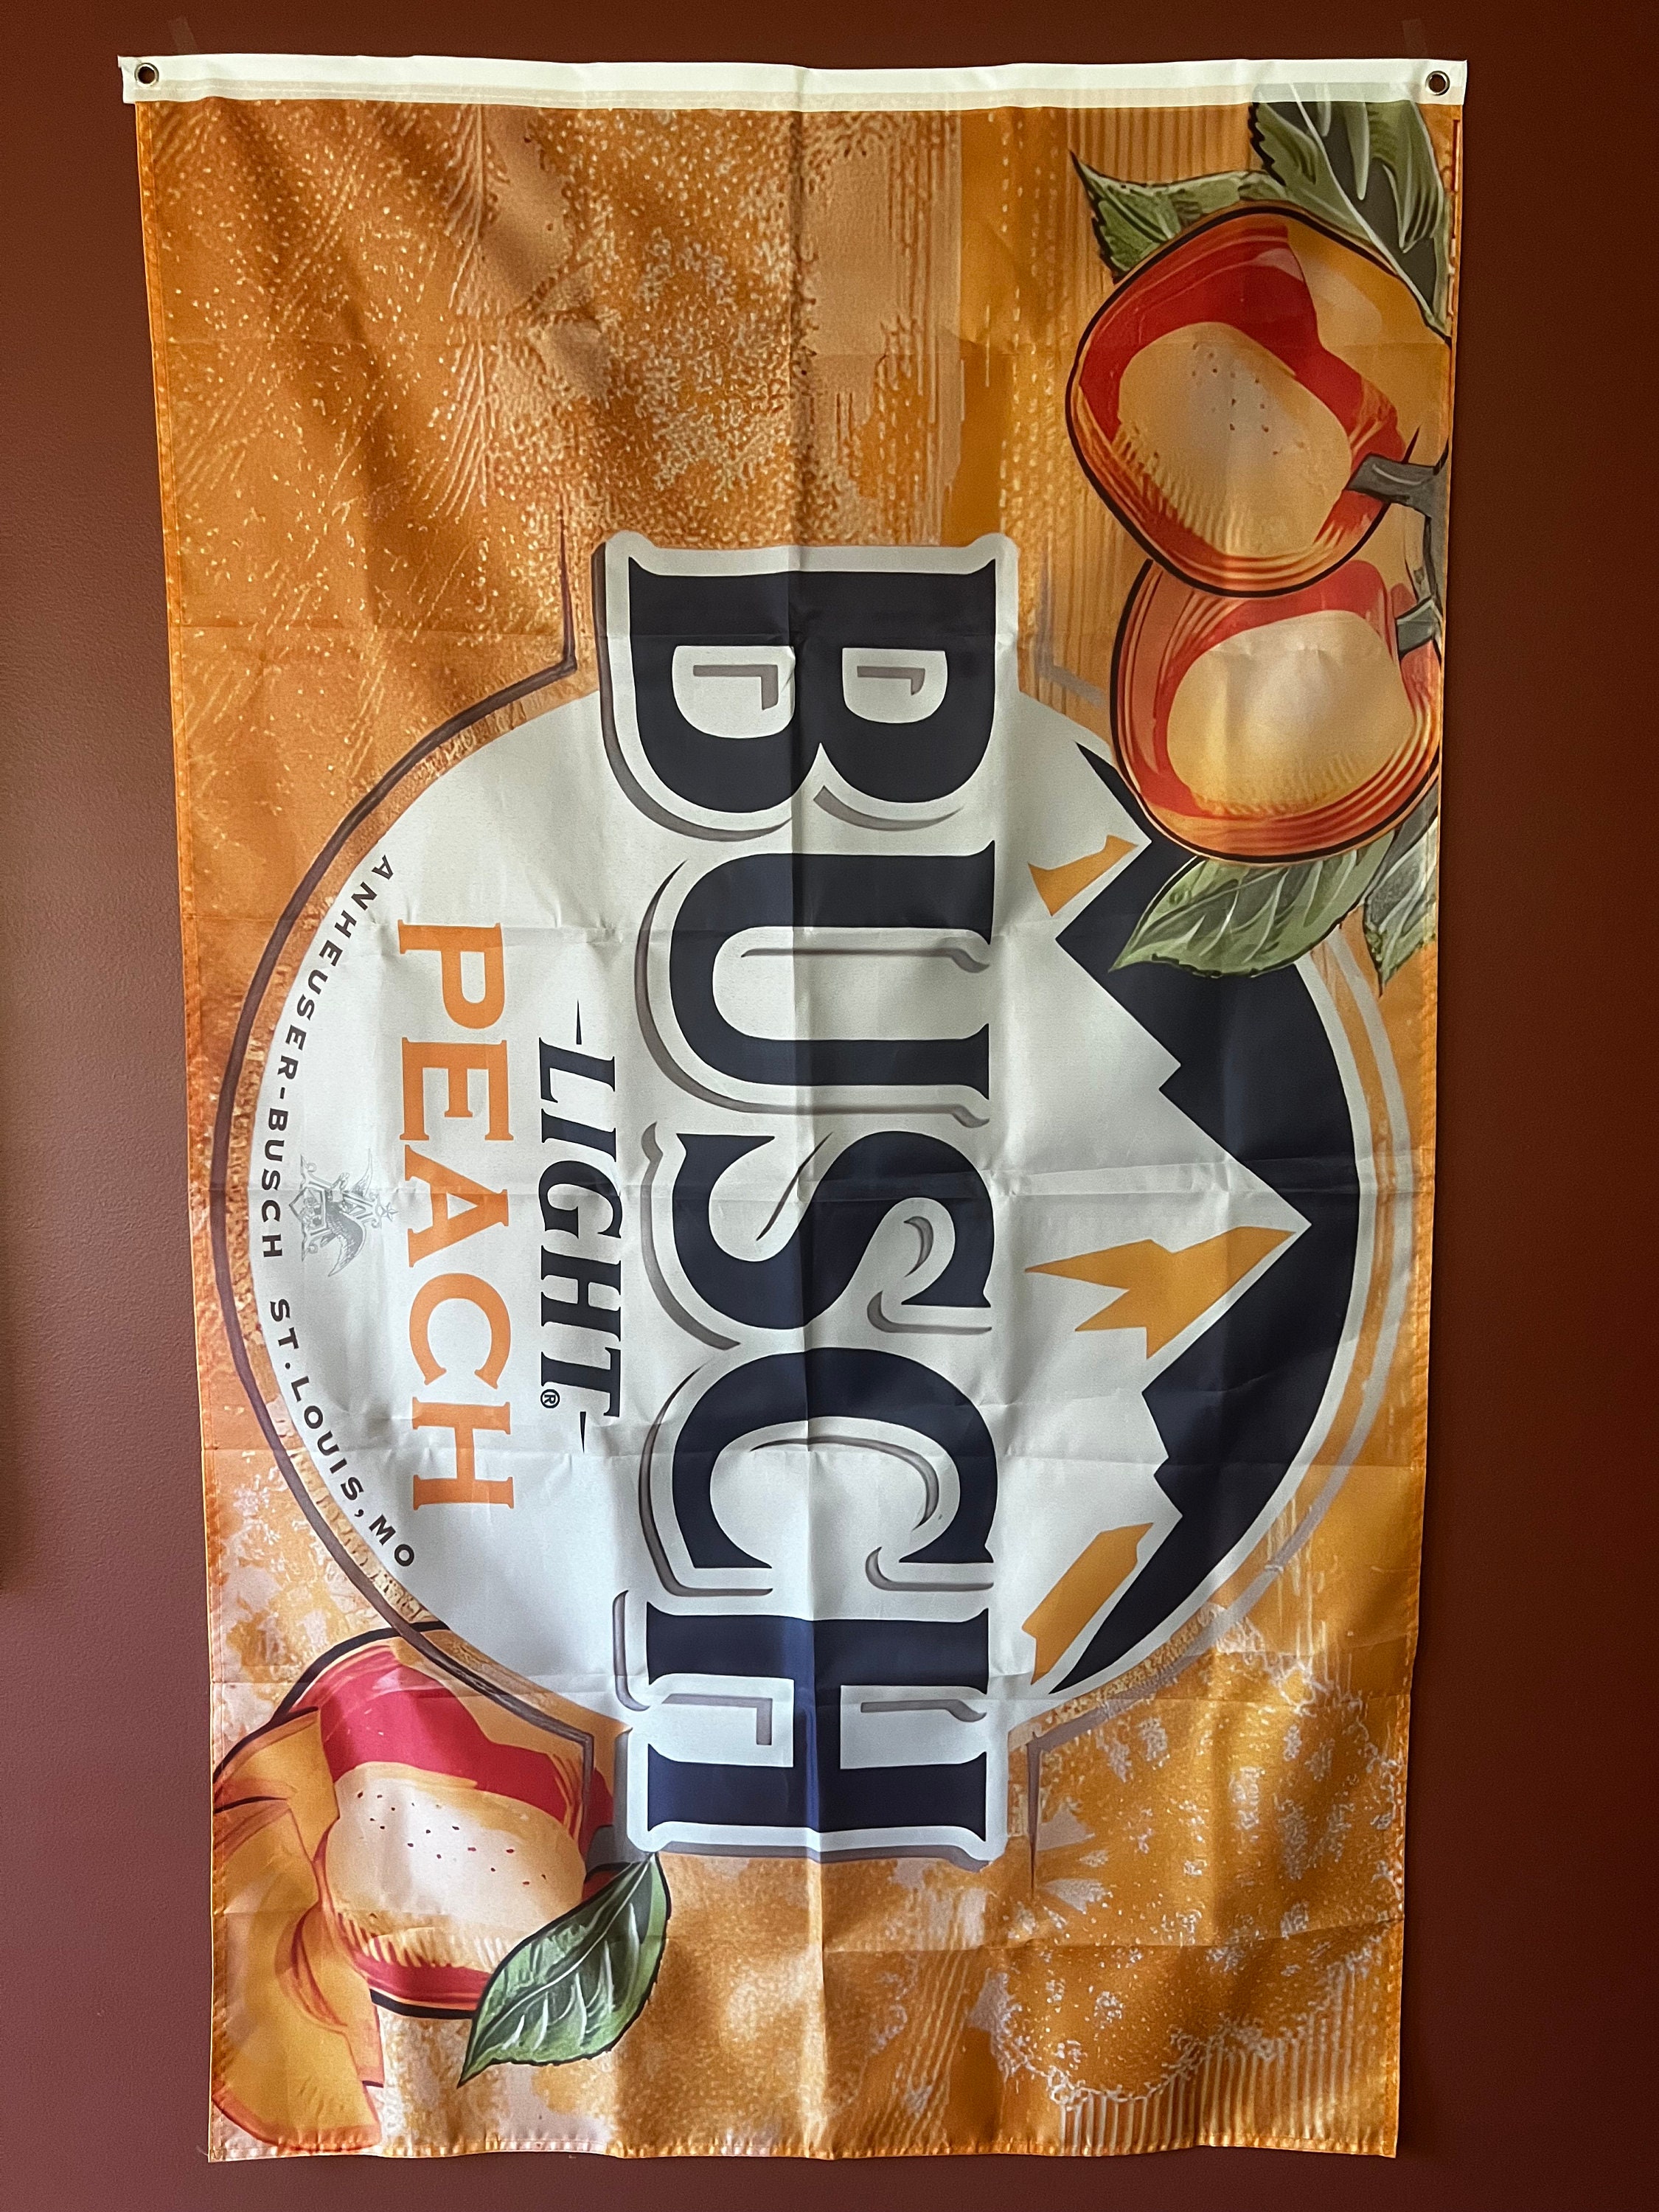 BUSCH
LIGHT®
PEACH
ANHEUSER-BUSCH ST. LOUIS, MO